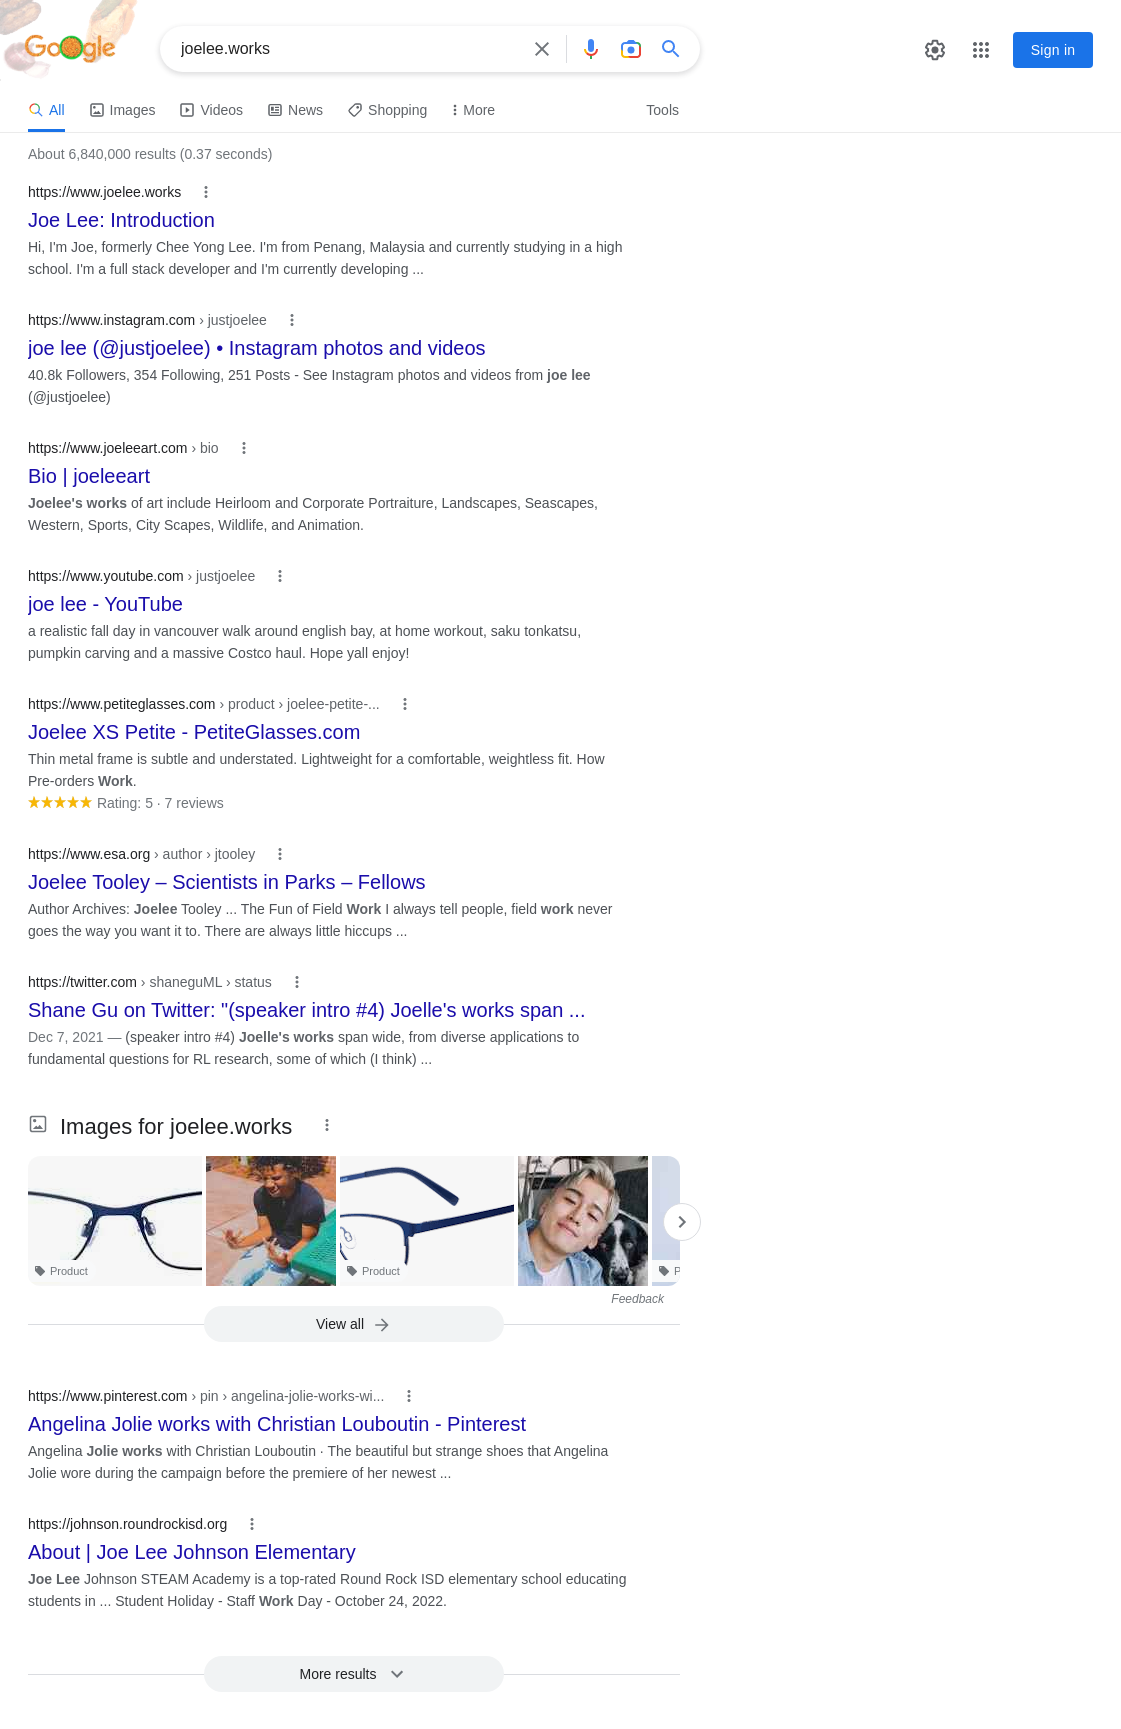 Google
joelee.works
Sign in
All
Images
Videos
News
Shopping
More
Tools
About 6,840,000 results (0.37 seconds)
https://www.joelee.works
Joe Lee: Introduction
Hi, I'm Joe, formerly Chee Yong Lee. I'm from Penang, Malaysia and currently studying in a high
school. I'm a full stack developer and I'm currently developing ...
https://www.instagram.com › justjoelee
joe lee (@justjoelee) • Instagram photos and videos
40.8k Followers, 354 Following, 251 Posts - See Instagram photos and videos from joe lee
(@justjoelee)
https://www.joeleeart.com › bio
Bio | joeleeart
Joelee's works of art include Heirloom and Corporate Portraiture, Landscapes, Seascapes,
Western, Sports, City Scapes, Wildlife, and Animation.
https://www.youtube.com › justjoelee
joe lee - YouTube
a realistic fall day in vancouver walk around english bay, at home workout, saku tonkatsu,
pumpkin carving and a massive Costco haul. Hope yall enjoy!
https://www.petiteglasses.com › product › joelee-petite-...
Joelee XS Petite - PetiteGlasses.com
Thin metal frame is subtle and understated. Lightweight for a comfortable, weightless fit. How
Pre-orders Work.
Rating: 5 · 7 reviews
https://www.esa.org › author › jtooley
Joelee Tooley – Scientists in Parks – Fellows
Author Archives: Joelee Tooley ... The Fun of Field Work I always tell people, field work never
goes the way you want it to. There are always little hiccups ...
https://twitter.com › shaneguML › status
Shane Gu on Twitter: "(speaker intro #4) Joelle's works span ...
Dec 7, 2021 — (speaker intro #4) Joelle's works span wide, from diverse applications to
fundamental questions for RL research, some of which (I think) ...
Images for joelee.works
Product
Product
P
Feedback
View all
https://www.pinterest.com › pin › angelina-jolie-works-wi...
Angelina Jolie works with Christian Louboutin - Pinterest
Angelina Jolie works with Christian Louboutin · The beautiful but strange shoes that Angelina
Jolie wore during the campaign before the premiere of her newest ...
https://johnson.roundrockisd.org
About | Joe Lee Johnson Elementary
Joe Lee Johnson STEAM Academy is a top-rated Round Rock ISD elementary school educating
students in ... Student Holiday - Staff Work Day - October 24, 2022.
More results